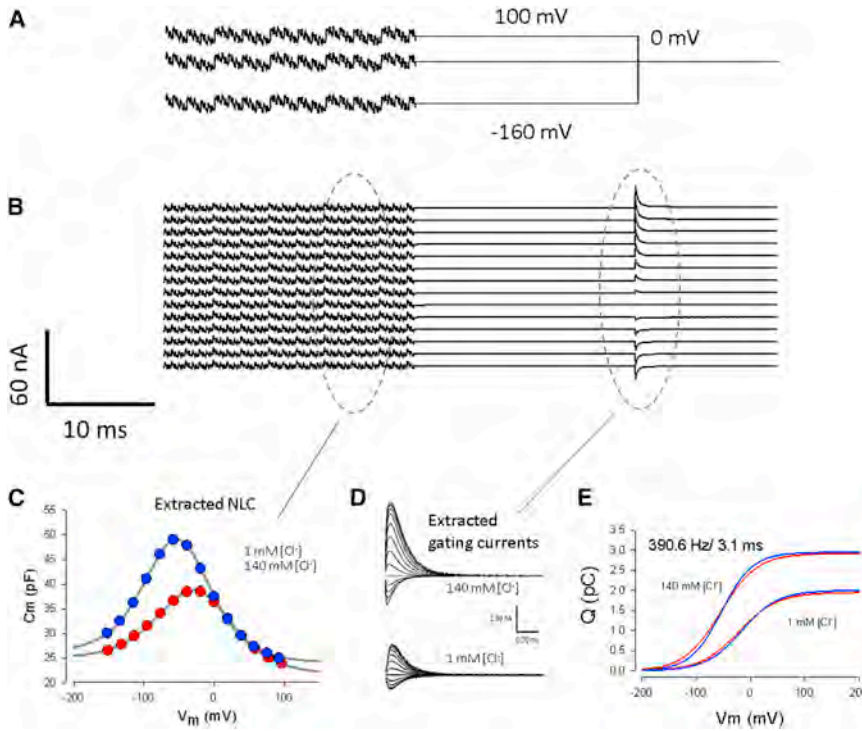 A
100 mV
0 mV
-160 mV
B
60 nA
10 ms
C
Extracted NLC
1 mM [Cl-]
140 mM [Cl-]
Cm (pF)
55
50
45
40
35
30
25
20
-200
-100
0
100
Vm (mV)
D
Extracted
gating currents
140 mM [Cl-]
1 mM [Cl-]
E
390.6 Hz/ 3.1 ms
140 mM [Cl-]
1 mM [Cl-]
Q (pC)
3.5
3.0
2.5
2.0
1.5
1.0
0.5
0.0
-200
-100
0
100
20
Vm (mV)